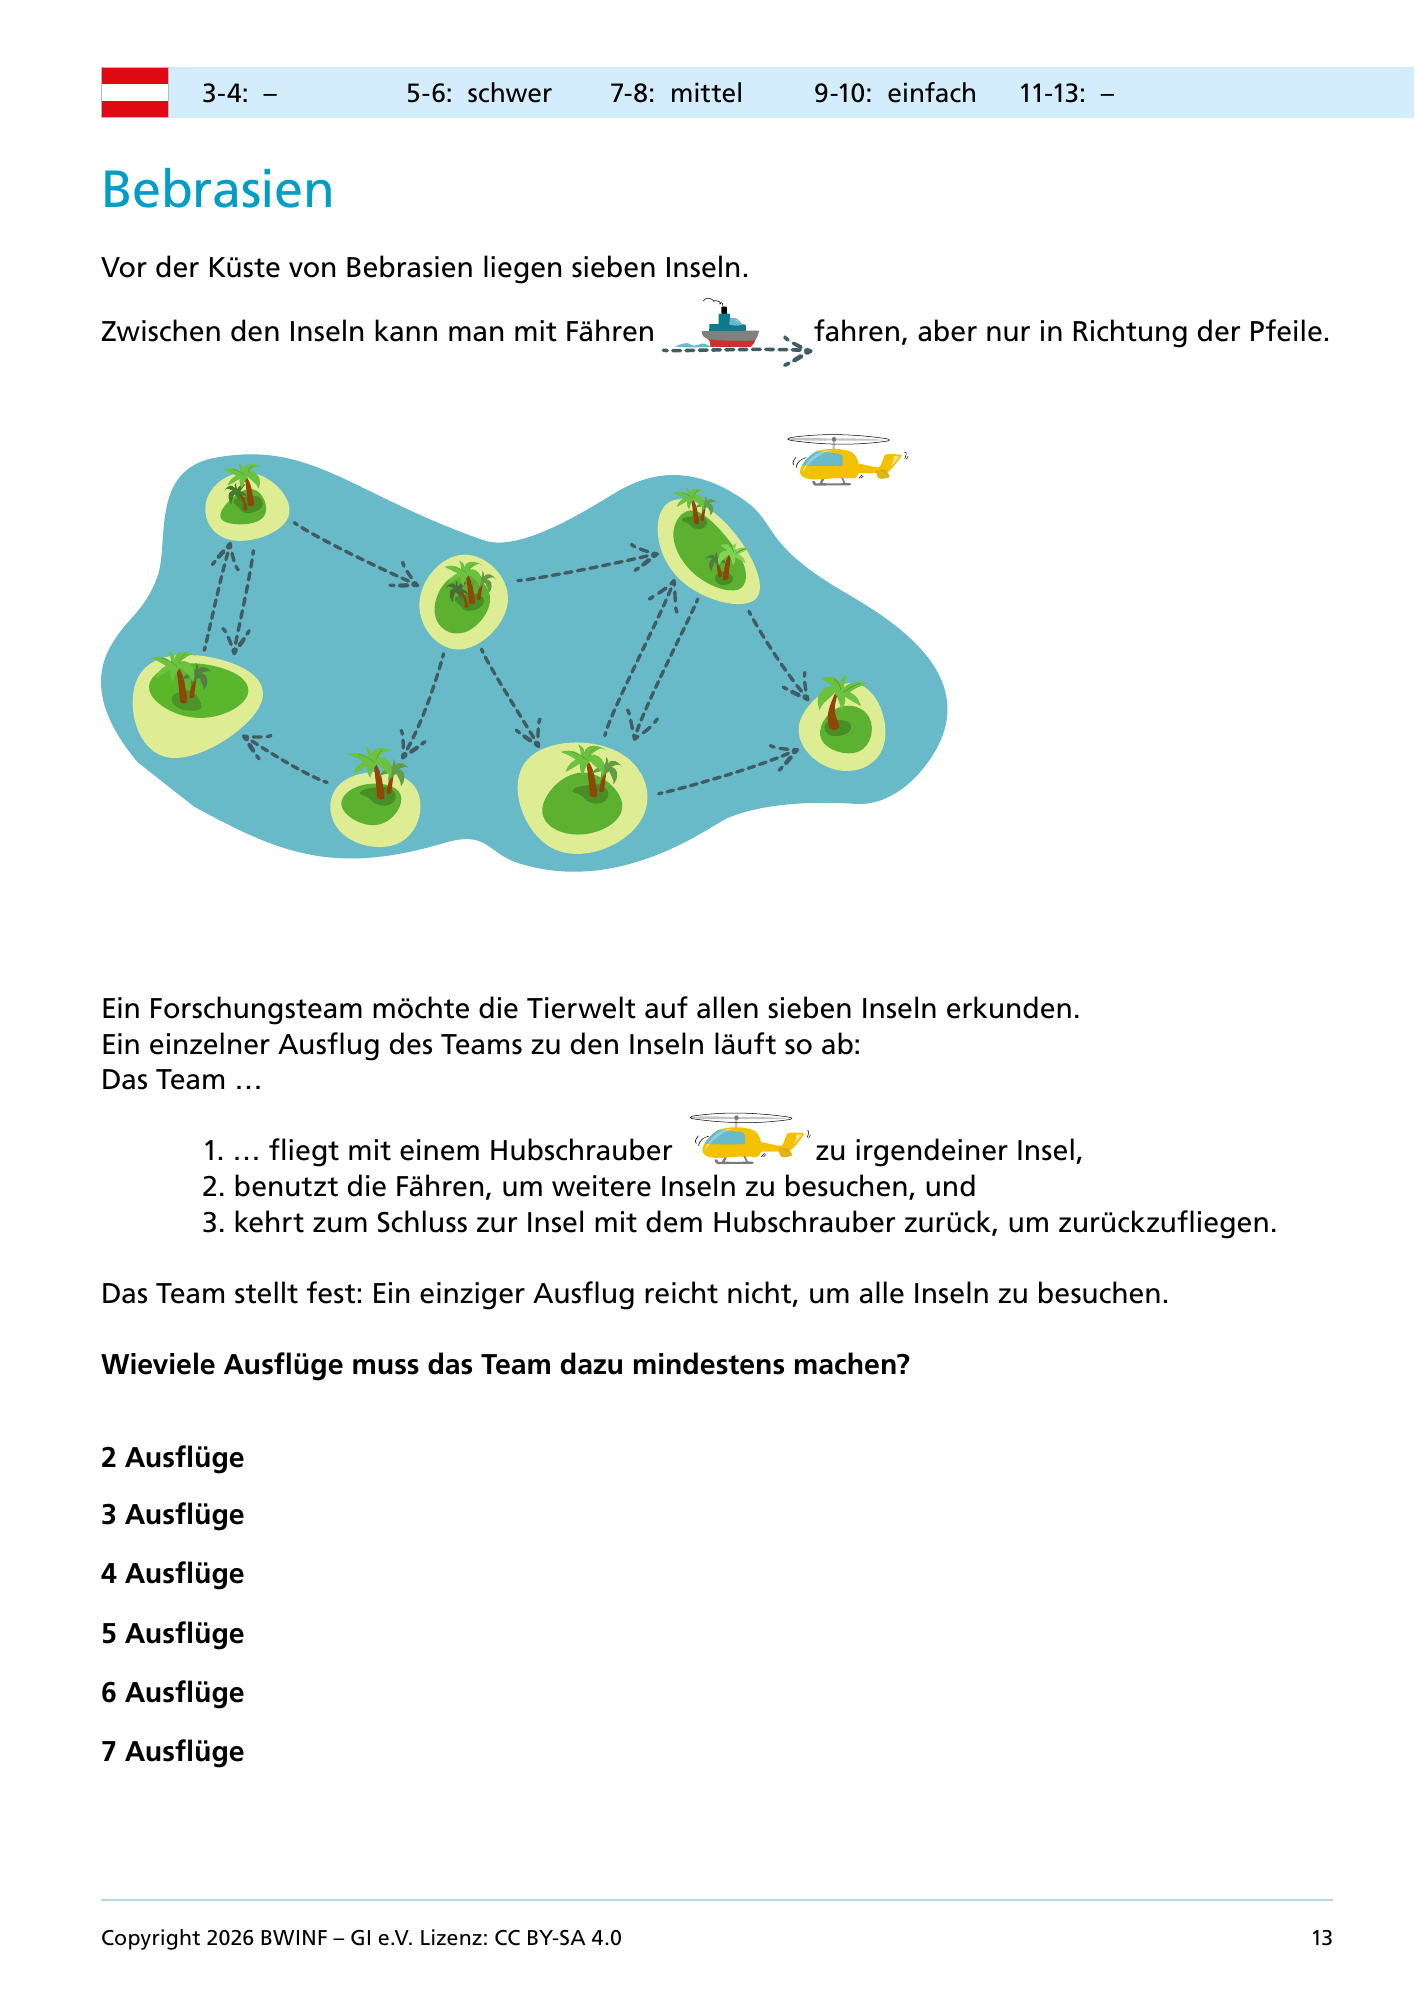 3-4: – 5-6: schwer 7-8: mittel 9-10: einfach 11-13: –
Bebrasien
Vor der Küste von Bebrasien liegen sieben Inseln.
Zwischen den Inseln kann man mit Fähren fahren, aber nur in Richtung der Pfeile.
Ein Forschungsteam möchte die Tierwelt auf allen sieben Inseln erkunden.
Ein einzelner Ausflug des Teams zu den Inseln läuft so ab:
Das Team …
1. … fliegt mit einem Hubschrauber zu irgendeiner Insel,
2. benutzt die Fähren, um weitere Inseln zu besuchen, und
3. kehrt zum Schluss zur Insel mit dem Hubschrauber zurück, um zurückzufliegen.
Das Team stellt fest: Ein einziger Ausflug reicht nicht, um alle Inseln zu besuchen.
Wieviele Ausflüge muss das Team dazu mindestens machen?
2 Ausflüge
3 Ausflüge
4 Ausflüge
5 Ausflüge
6 Ausflüge
7 Ausflüge
Copyright 2026 BWINF – GI e.V. Lizenz: CC BY-SA 4.0 13